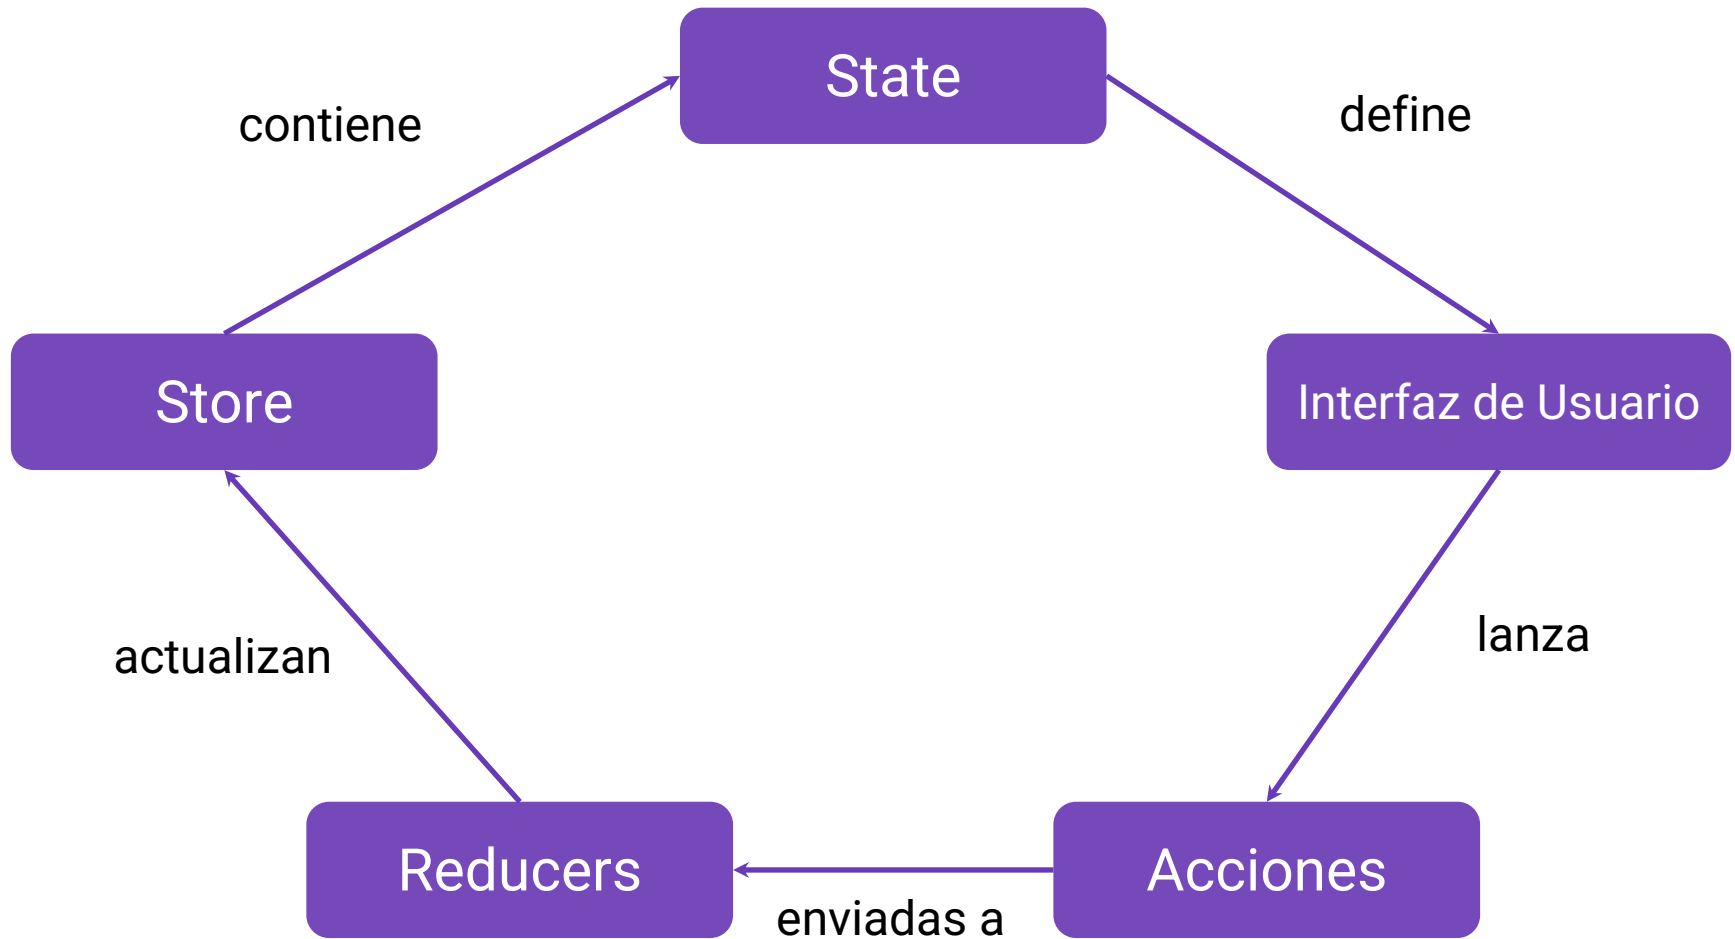 State
contiene
define
Store
Interfaz de Usuario
actualizan
lanza
Reducers
Acciones
enviadas a